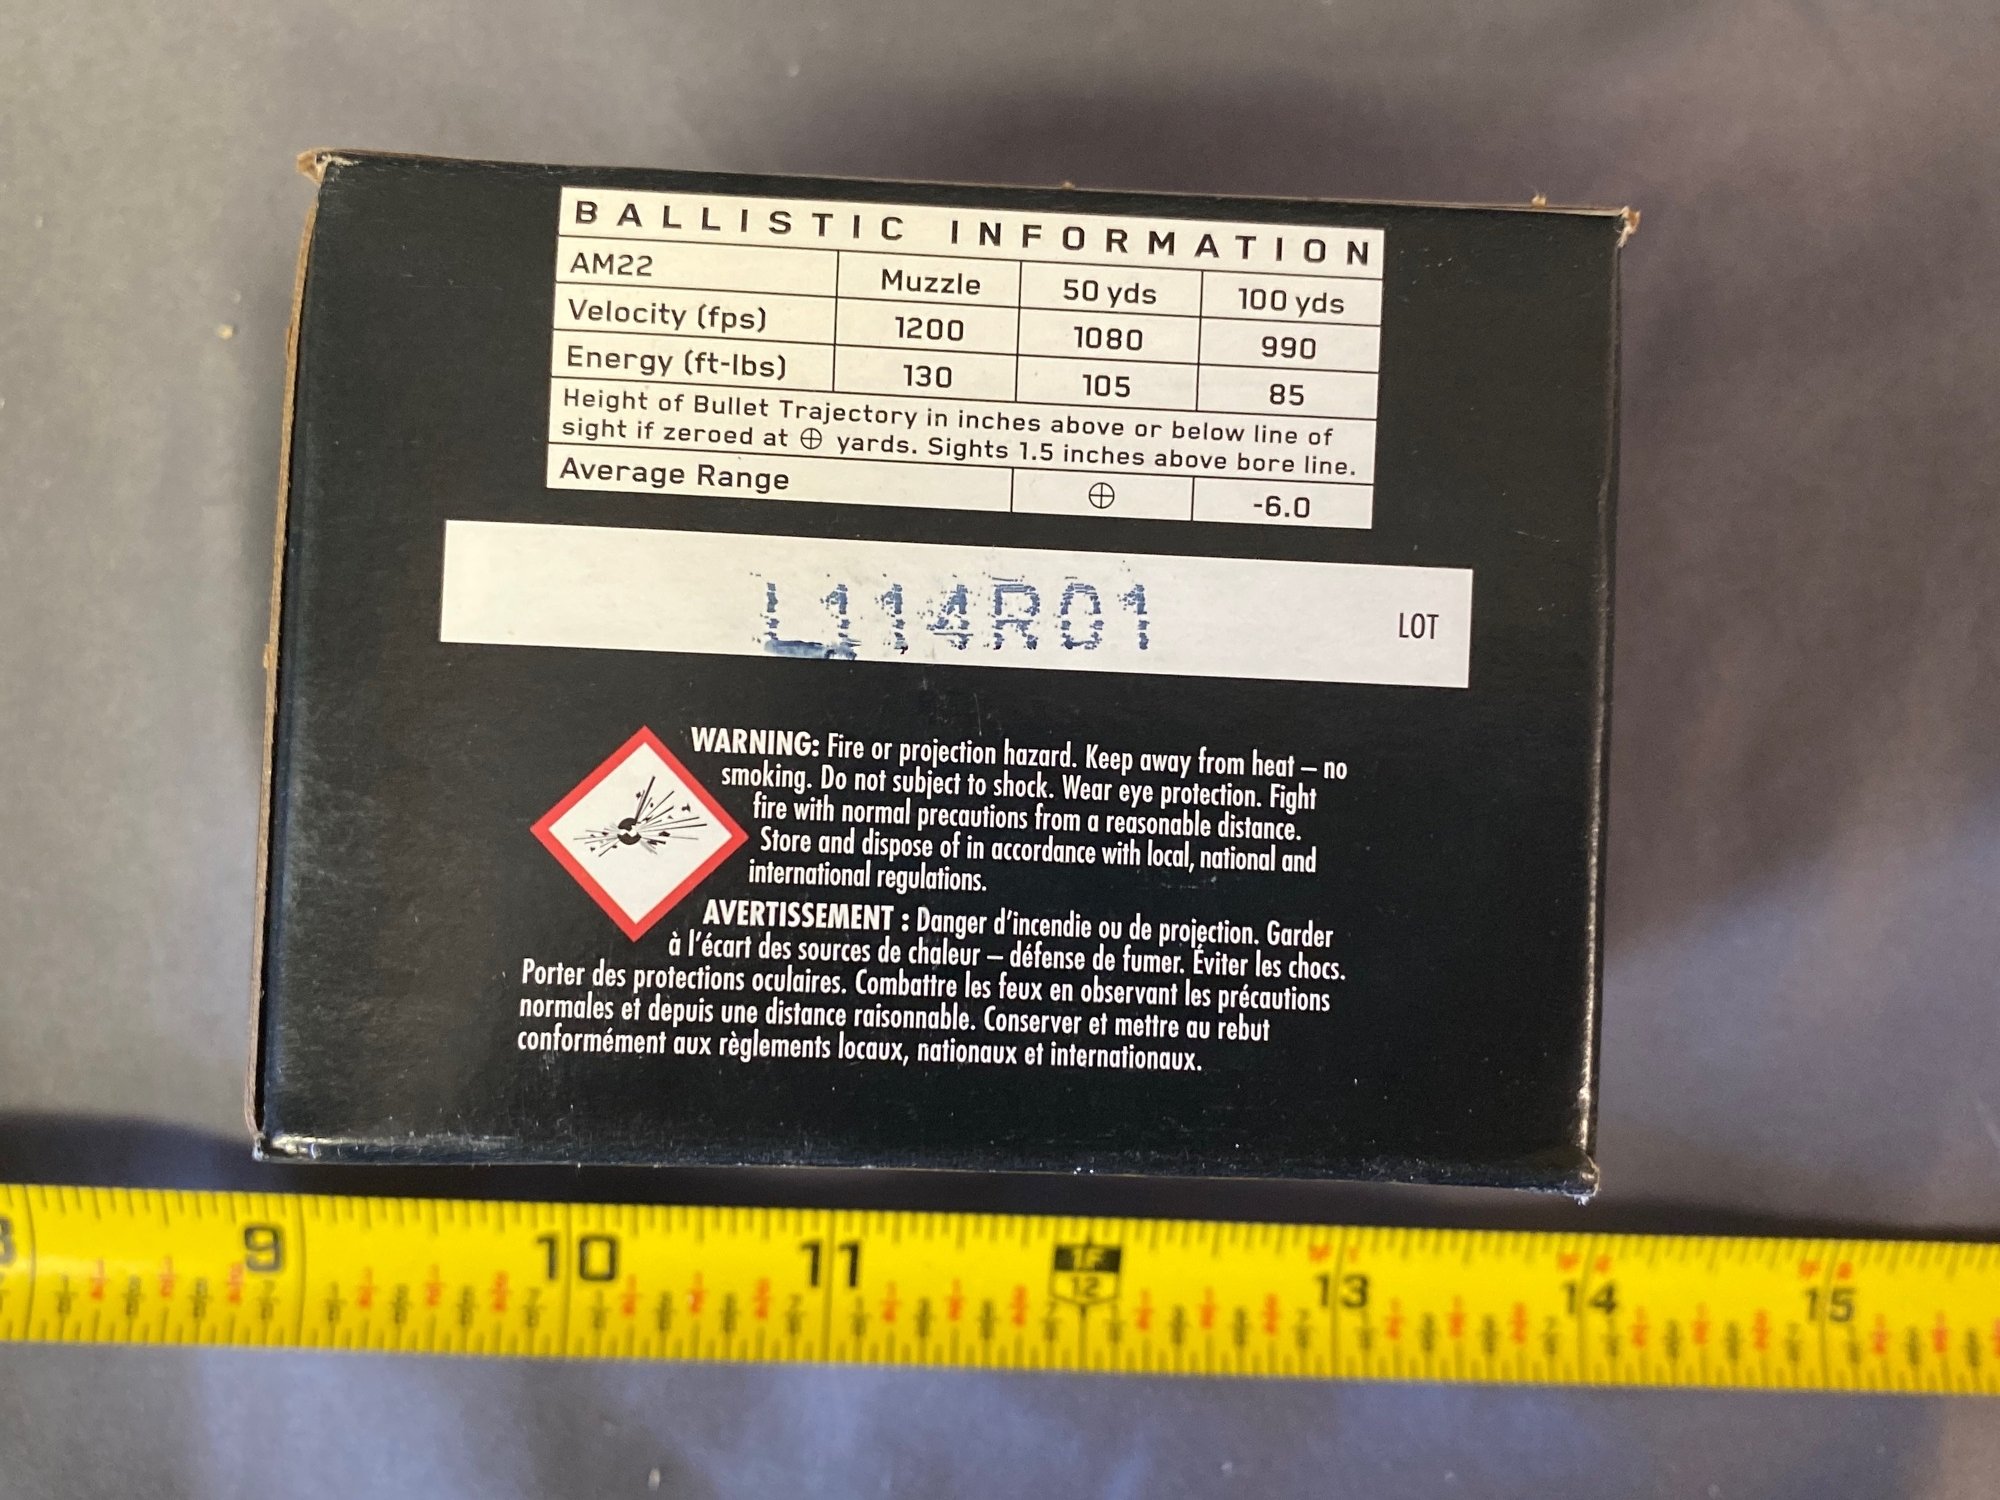 BALLISTIC INFORMATION
AM22 Muzzle 50 yds 100 yds
Velocity (fps) 1200 1080 990
Energy (ft-lbs) 130 105 85
Height of Bullet Trajectory in inches above or below line of
sight if zeroed at ⊕ yards. Sights 1.5 inches above bore line.
Average Range ⊕ -6.0
L114R01 LOT
WARNING: Fire or projection hazard. Keep away from heat – no
smoking. Do not subject to shock. Wear eye protection. Fight
fire with normal precautions from a reasonable distance.
Store and dispose of in accordance with local, national and
international regulations.
AVERTISSEMENT : Danger d'incendie ou de projection. Garder
à l'écart des sources de chaleur – défense de fumer. Éviter les chocs.
Porter des protections oculaires. Combattre les feux en observant les précautions
normales et depuis une distance raisonnable. Conserver et mettre au rebut
conformément aux règlements locaux, nationaux et internationaux.
9 10 11 1F 12 13 14 15